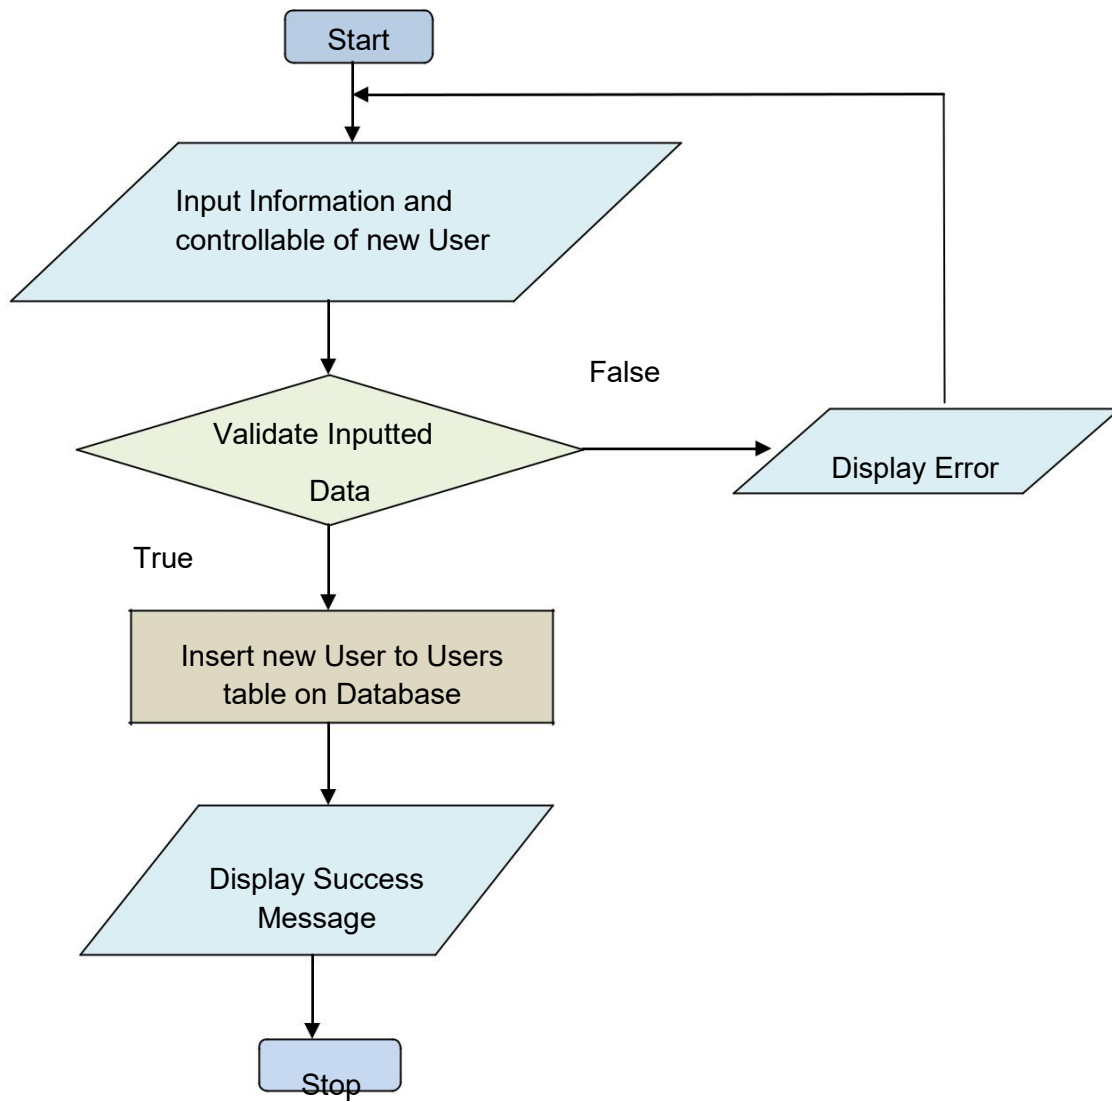 Start
Input Information and
controllable of new User
False
Validate Inputted
Data
Display Error
True
Insert new User to Users
table on Database
Display Success
Message
Stop